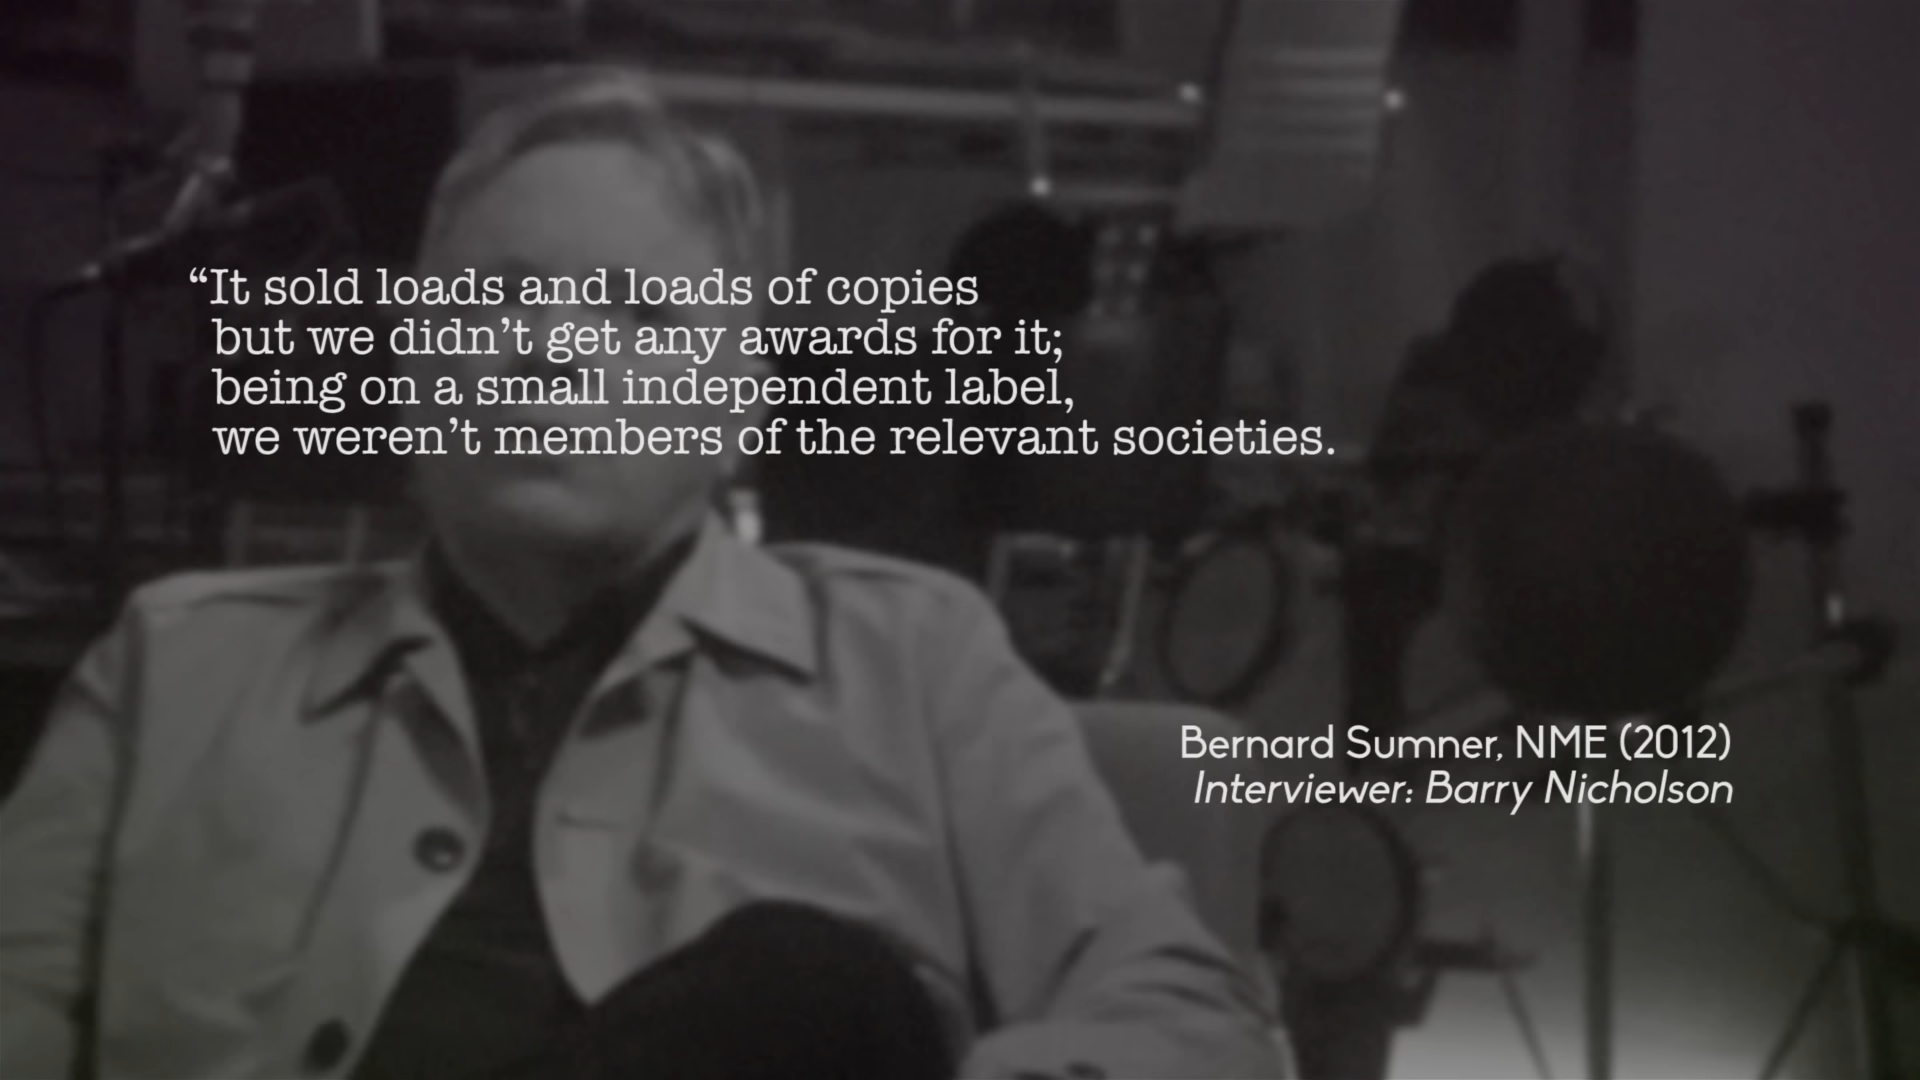 “It sold loads and loads of copies
but we didn’t get any awards for it;
being on a small independent label,
we weren’t members of the relevant societies.
Bernard Sumner, NME (2012)
Interviewer: Barry Nicholson